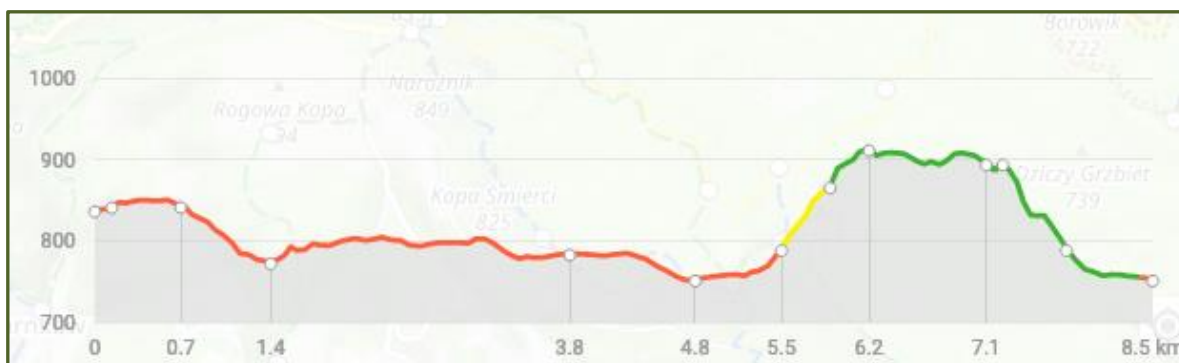 Borowik
722
1000
Narożnik
849
Rogowa Kopa
900
Dziczy Grzbiet
739
Kopa Śmierci
825
800
700
0 0.7 1.4 3.8 4.8 5.5 6.2 7.1 8.5 km